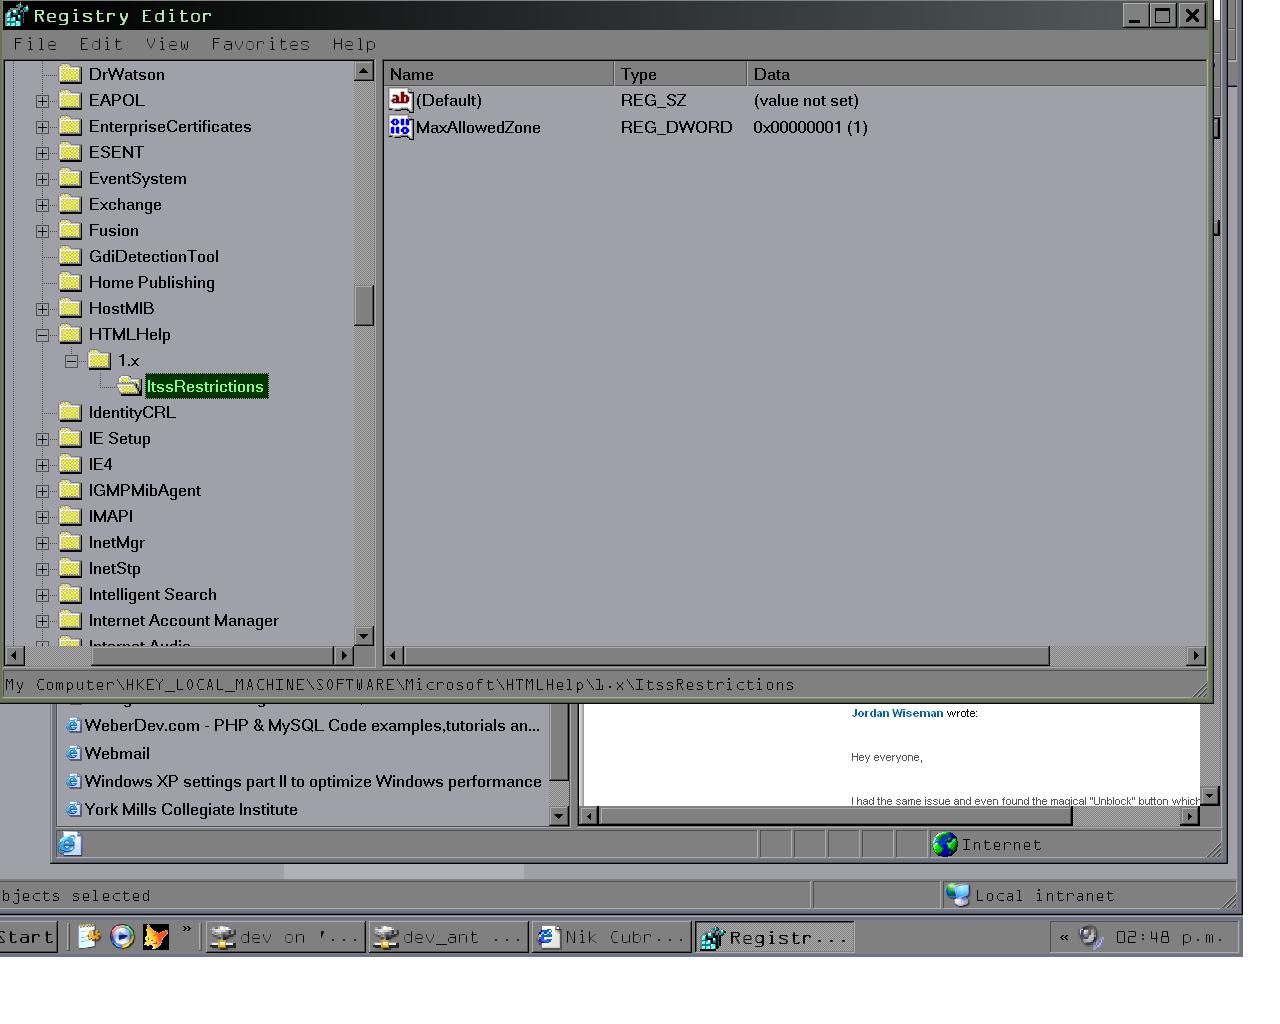 Registry Editor
File Edit View Favorites Help
DrWatson
EAPOL
EnterpriseCertificates
ESENT
EventSystem
Exchange
Fusion
GdiDetectionTool
Home Publishing
HostMIB
HTMLHelp
1.x
ItssRestrictions
IdentityCRL
IE Setup
IE4
IGMPMibAgent
IMAPI
InetMgr
InetStp
Intelligent Search
Internet Account Manager
Internet Audio
Name Type Data
(Default) REG_SZ (value not set)
MaxAllowedZone REG_DWORD 0x00000001 (1)
My Computer\HKEY_LOCAL_MACHINE\SOFTWARE\Microsoft\HTMLHelp\1.x\ItssRestrictions
WeberDev.com - PHP & MySQL Code examples,tutorials an...
Webmail
Windows XP settings part II to optimize Windows performance
York Mills Collegiate Institute
Jordan Wiseman wrote:
Hey everyone,
I had the same issue and even found the magical "Unblock" button which
Internet
bjects selected
Local intranet
Start » dev on '... dev_ant ... Nik Cubr... Registr... « 02:48 p.m.